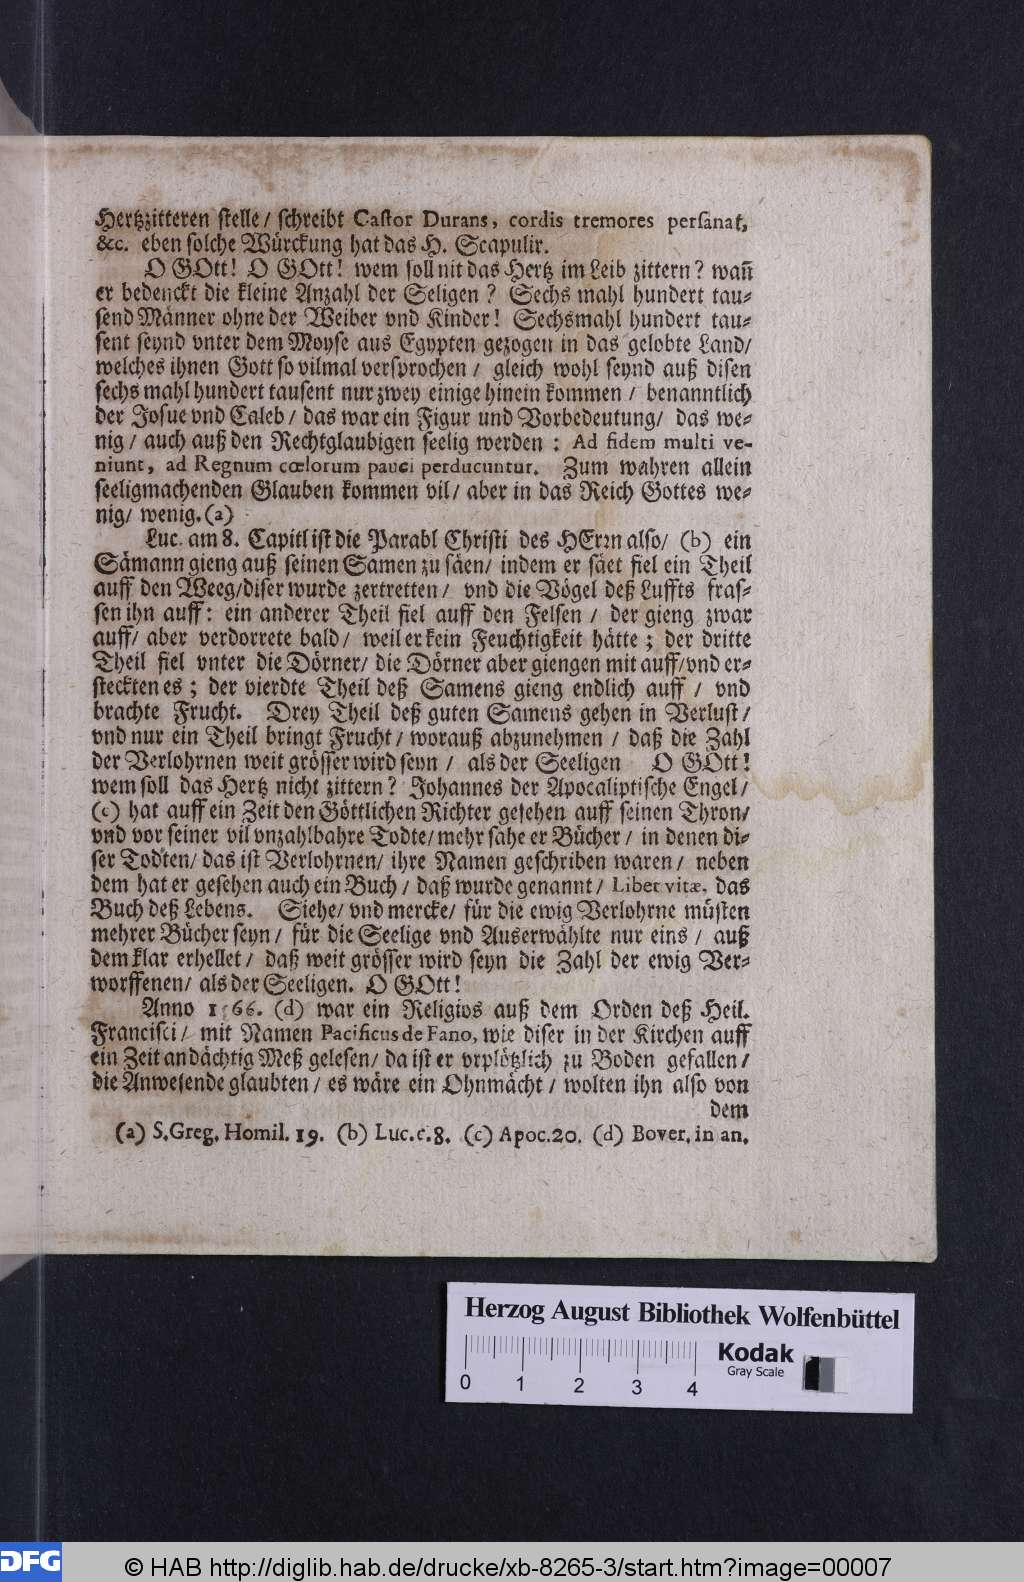 Hertzzitteren stelle/ schreibt Castor Durans, cordis tremores persanat,
&c. eben solche Würckung hat das H. Scapulir.
O GOtt! O GOtt! wem soll nit das Hertz im Leib zittern? wañ
er bedenckt die kleine Anzahl der Seligen? Sechs mahl hundert tau-
send Männer ohne der Weiber vnd Kinder! Sechsmahl hundert tau-
sent seynd vnter dem Moyse aus Egypten gezogen in das gelobte Land/
welches ihnen Gott so vilmal versprochen/ gleich wohl seynd auß disen
sechs mahl hundert tausent nur zwey einige hinein kommen/ benanntlich
der Josue vnd Caleb/ das war ein Figur und Vorbedeutung/ das we-
nig/ auch auß den Rechtglaubigen seelig werden: Ad fidem multi ve-
niunt, ad Regnum cœlorum pauci perducuntur. Zum wahren allein
seeligmachenden Glauben kommen vil/ aber in das Reich Gottes we-
nig/ wenig. (a)
Luc. am 8. Capitl ist die Parabl Christi des HErrn also/ (b) ein
Sämann gieng auß seinen Samen zu säen/ indem er säet fiel ein Theil
auff den Weeg/diser wurde zertretten/ vnd die Vögel deß Luffts fras-
sen ihn auff: ein anderer Theil fiel auff den Felsen/ der gieng zwar
auff/ aber verdorrete bald/ weil er kein Feuchtigkeit hätte; der dritte
Theil fiel vnter die Dörner/ die Dörner aber giengen mit auff/vnd er-
steckten es; der vierdte Theil deß Samens gieng endlich auff/ vnd
brachte Frucht. Drey Theil deß guten Samens gehen in Verlust/
vnd nur ein Theil bringt Frucht/ worauß abzunehmen/ daß die Zahl
der Verlohrnen weit grösser wird seyn/ als der Seeligen O GOtt!
wem soll das Hertz nicht zittern? Johannes der Apocaliptische Engel/
(c) hat auff ein Zeit den Göttlichen Richter gesehen auff seinen Thron/
vnd vor seiner vil vnzahlbahre Todte/ mehr sahe er Bücher/ in denen di-
ser Todten/ das ist Verlohrnen/ ihre Namen geschriben waren/ neben
dem hat er gesehen auch ein Buch/ daß wurde genannt/ Liber vitæ, das
Buch deß Lebens. Siehe/ vnd mercke/ für die ewig Verlohrne müsten
mehrer Bücher seyn/ für die Seelige vnd Auserwählte nur eins/ auß
dem klar erhellet/ daß weit grösser wird seyn die Zahl der ewig Ver-
worffenen/ als der Seeligen. O GOtt!
Anno 1566. (d) war ein Religios auß dem Orden deß Heil.
Francisci/ mit Namen Pacificus de Fano, wie diser in der Kirchen auff
ein Zeit andächtig Meß gelesen/ da ist er vrplötzlich zu Boden gefallen/
die Anwesende glaubten/ es wäre ein Ohnmächt/ wolten ihn also von
dem
(a) S. Greg. Homil. 19. (b) Luc. c. 8. (c) Apoc. 20. (d) Bover. in an.
Herzog August Bibliothek Wolfenbüttel
Kodak
Gray Scale
0 1 2 3 4
DFG © HAB http://diglib.hab.de/drucke/xb-8265-3/start.htm?image=00007